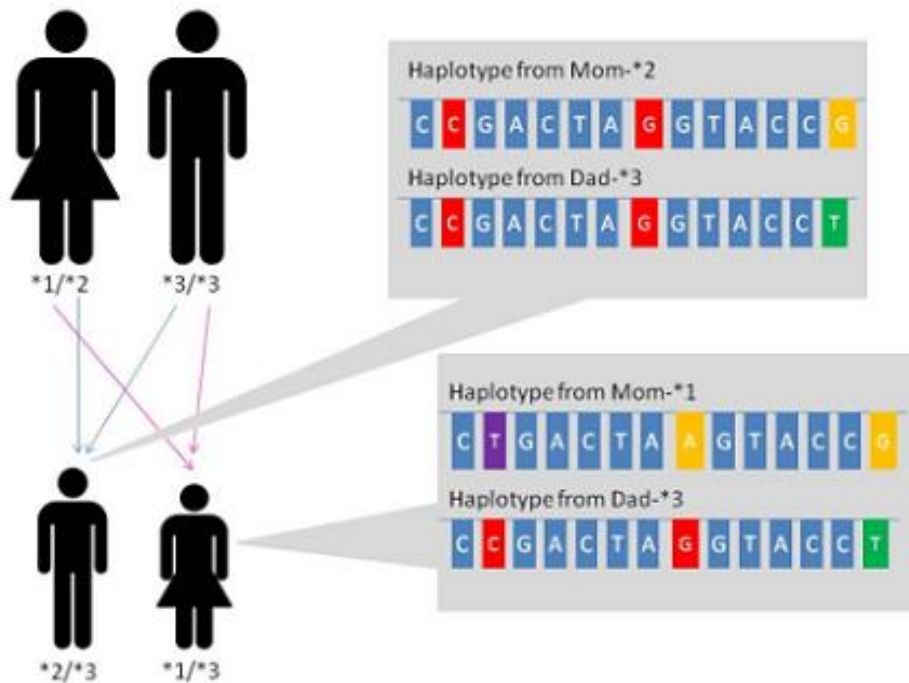 Haplotype from Mom-*2
C C G A C T A G G T A C C G
Haplotype from Dad-*3
C C G A C T A G G T A C C T
*1/*2 *3/*3
Haplotype from Mom-*1
C T G A C T A A G T A C C G
Haplotype from Dad-*3
C C G A C T A G G T A C C T
*2/*3 *1/*3